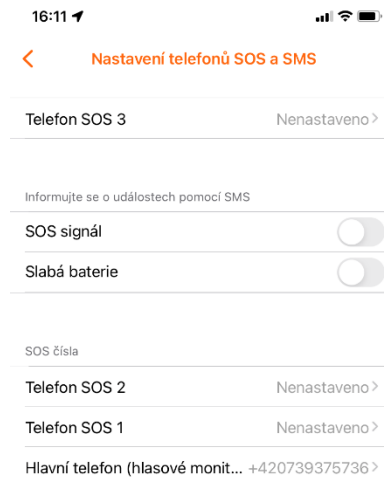 16:11
Nastavení telefonů SOS a SMS
Telefon SOS 3 Nenastaveno
Informujte se o událostech pomocí SMS
SOS signál
Slabá baterie
SOS čísla
Telefon SOS 2 Nenastaveno
Telefon SOS 1 Nenastaveno
Hlavní telefon (hlasové monit... +420739375736